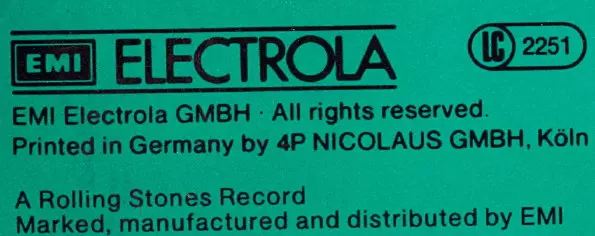 EMI ELECTROLA LC 2251
EMI Electrola GMBH · All rights reserved.
Printed in Germany by 4P NICOLAUS GMBH, Köln
A Rolling Stones Record
Marked, manufactured and distributed by EMI